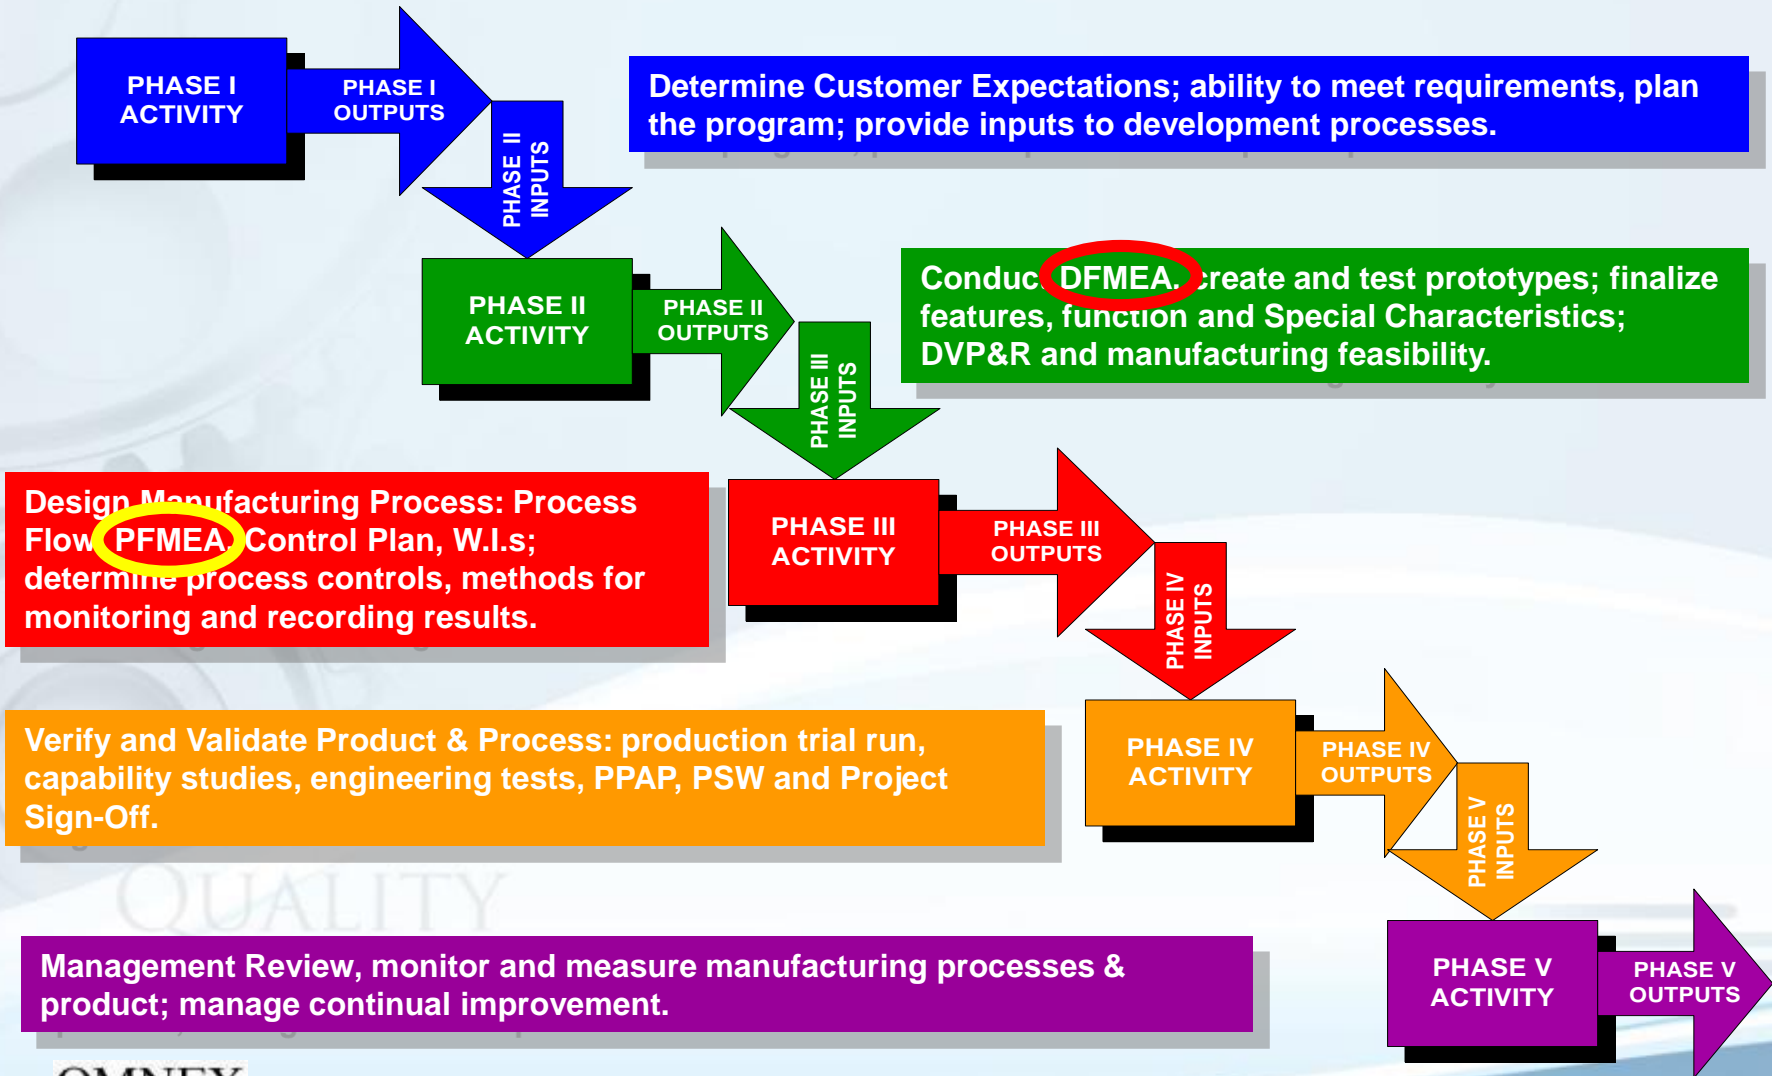 PHASE I
ACTIVITY
PHASE I
OUTPUTS
PHASE II
INPUTS
Determine Customer Expectations; ability to meet requirements, plan
the program; provide inputs to development processes.
PHASE II
ACTIVITY
PHASE II
OUTPUTS
PHASE III
INPUTS
Conduct DFMEA. create and test prototypes; finalize
features, function and Special Characteristics;
DVP&R and manufacturing feasibility.
Design Manufacturing Process: Process
Flow PFMEA. Control Plan, W.I.s;
determine process controls, methods for
monitoring and recording results.
PHASE III
ACTIVITY
PHASE III
OUTPUTS
PHASE IV
INPUTS
Verify and Validate Product & Process: production trial run,
capability studies, engineering tests, PPAP, PSW and Project
Sign-Off.
PHASE IV
ACTIVITY
PHASE IV
OUTPUTS
PHASE V
INPUTS
QUALITY
Management Review, monitor and measure manufacturing processes &
product; manage continual improvement.
PHASE V
ACTIVITY
PHASE V
OUTPUTS
OMNEX